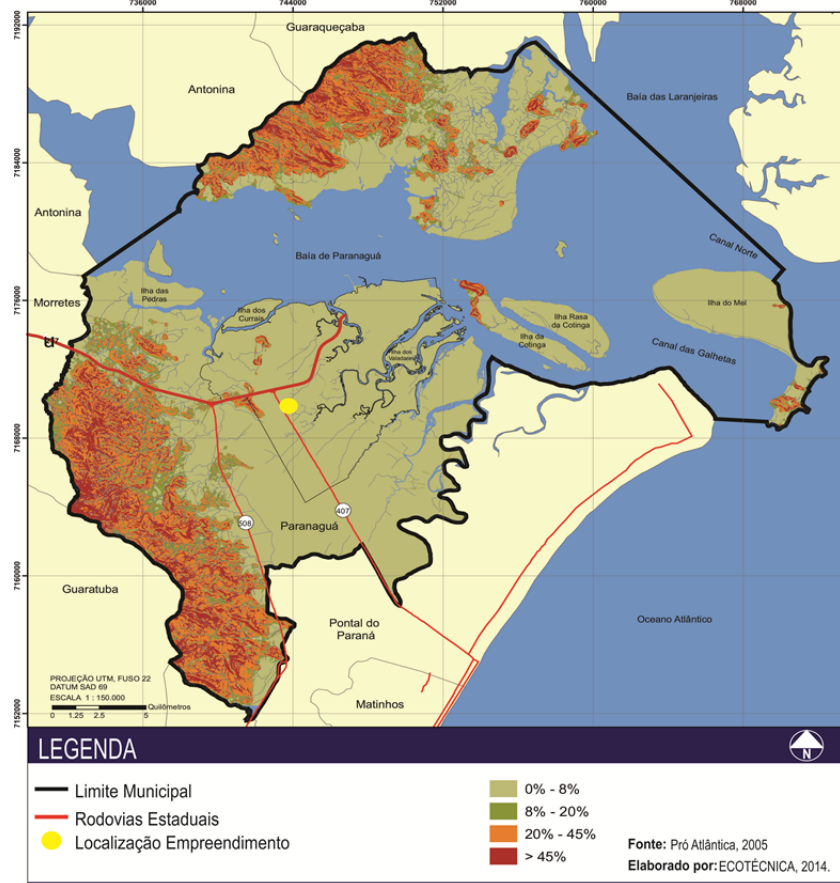 736000
744000
752000
760000
768000
7192000
7184000
7176000
7168000
7160000
7152000
Guaraqueçaba
Antonina
Baía das Laranjeiras
Antonina
Canal Norte
Baía de Paranaguá
Morretes
Ilha das
Pedras
Ilha dos
Currais
Ilha do Mel
Ilha Rasa
da Cotinga
Ilha da
Cotinga
Ilha dos
Valadares
Canal das Galhetas
508
407
Paranaguá
Guaratuba
Pontal do
Paraná
Oceano Atlântico
Matinhos
PROJEÇÃO UTM, FUSO 22
DATUM SAD 69
ESCALA 1 : 150.000
Quilômetros
0 1.25 2.5 5
LEGENDA
N
Limite Municipal
Rodovias Estaduais
Localização Empreendimento
0% - 8%
8% - 20%
20% - 45%
> 45%
Fonte: Pró Atlântica, 2005
Elaborado por: ECOTÉCNICA, 2014.